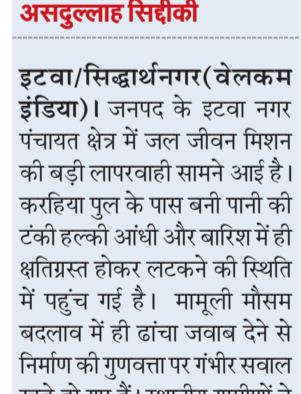 असदुल्लाह सिद्दीकी
इटवा/सिद्धार्थनगर(वेलकम
इंडिया)। जनपद के इटवा नगर
पंचायत क्षेत्र में जल जीवन मिशन
की बड़ी लापरवाही सामने आई है।
करहिया पुल के पास बनी पानी की
टंकी हल्की आंधी और बारिश में ही
क्षतिग्रस्त होकर लटकने की स्थिति
में पहुंच गई है। मामूली मौसम
बदलाव में ही ढांचा जवाब देने से
निर्माण की गुणवत्ता पर गंभीर सवाल